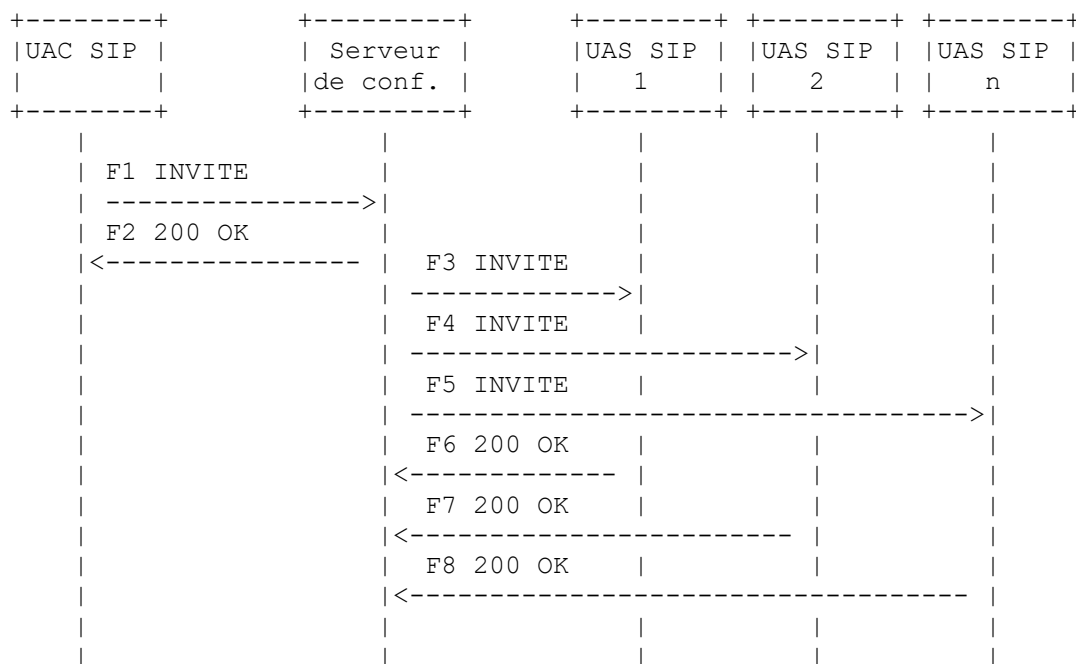 UAC SIP Serveur UAS SIP UAS SIP UAS SIP
de conf. 1 2 n
F1 INVITE
F2 200 OK
F3 INVITE
F4 INVITE
F5 INVITE
F6 200 OK
F7 200 OK
F8 200 OK